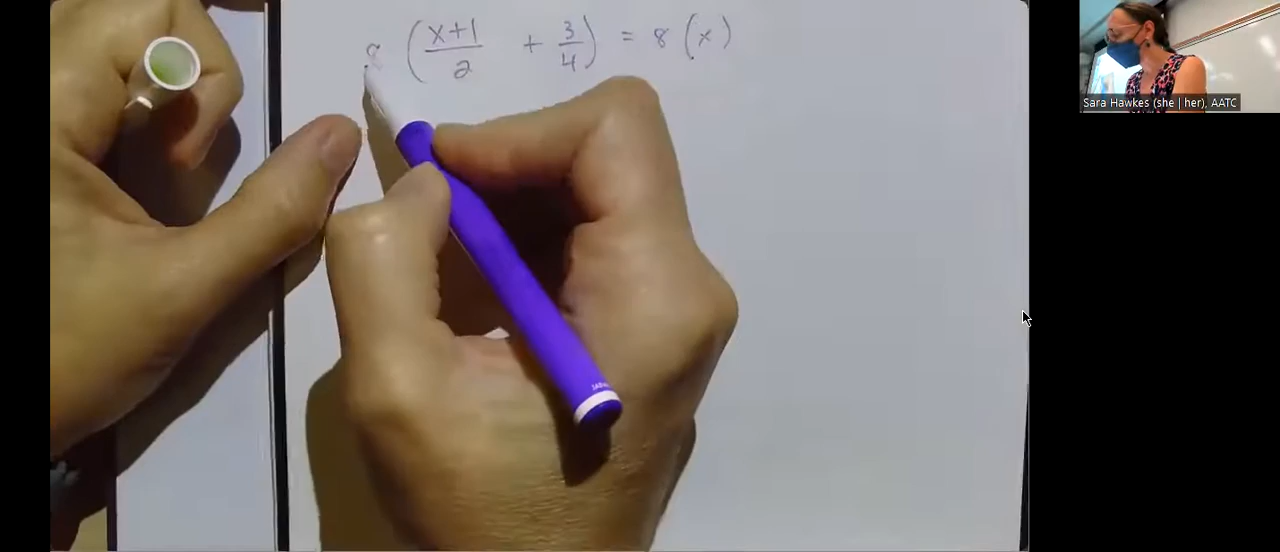 8 ( x+1/2 + 3/4 ) = 8 (x)
Sara Hawkes (she | her), AATC